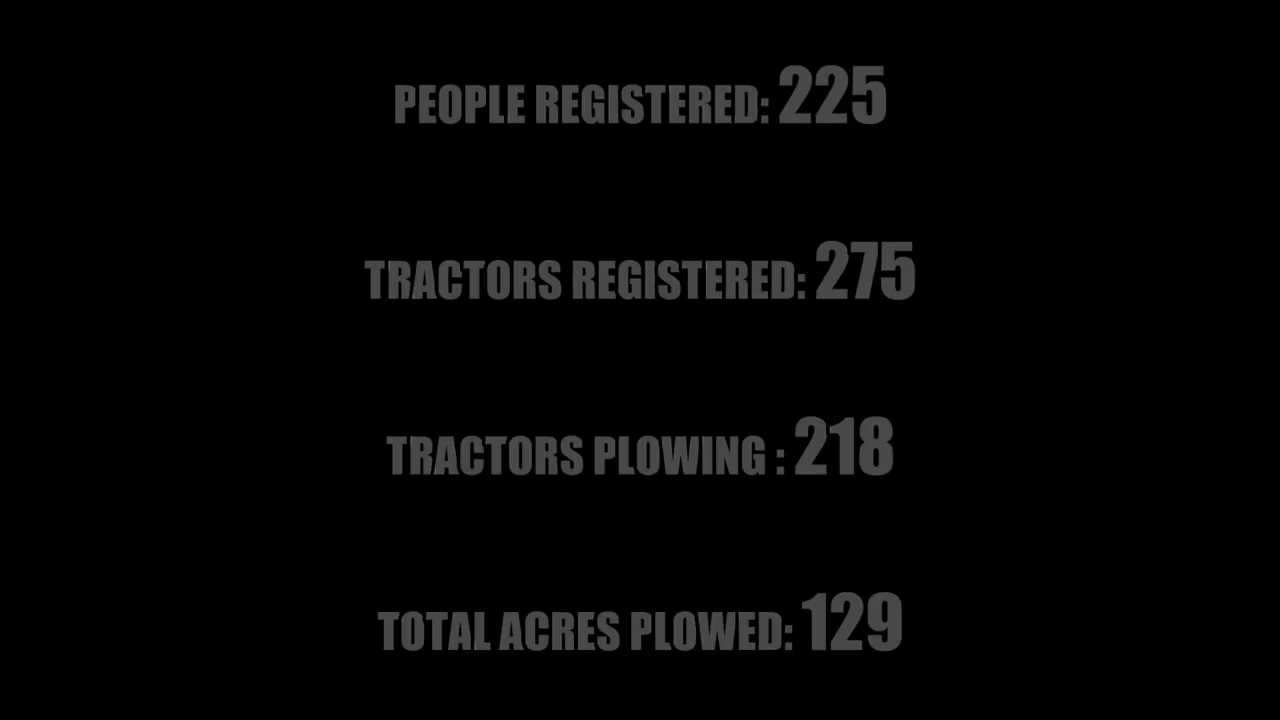 PEOPLE REGISTERED: 225
TRACTORS REGISTERED: 275
TRACTORS PLOWING : 218
TOTAL ACRES PLOWED: 129